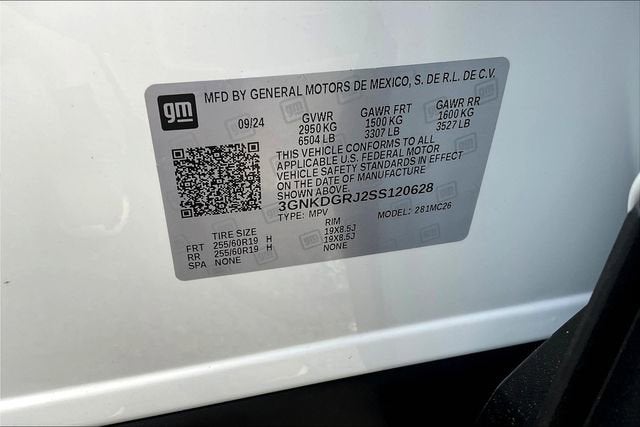 gm
MFD BY GENERAL MOTORS DE MEXICO, S. DE R.L. DE C.V.
09/24 GVWR GAWR FRT GAWR RR
2950 KG 1500 KG 1600 KG
6504 LB 3307 LB 3527 LB
THIS VEHICLE CONFORMS TO ALL
APPLICABLE U.S. FEDERAL MOTOR
VEHICLE SAFETY STANDARDS IN EFFECT
ON THE DATE OF MANUFACTURE
SHOWN ABOVE.
3GNKDGRJ2SS120628
TYPE: MPV MODEL: 281MC26
TIRE SIZE RIM
FRT 255/60R19 H 19X8.5J
RR 255/60R19 H 19X8.5J
SPA NONE NONE